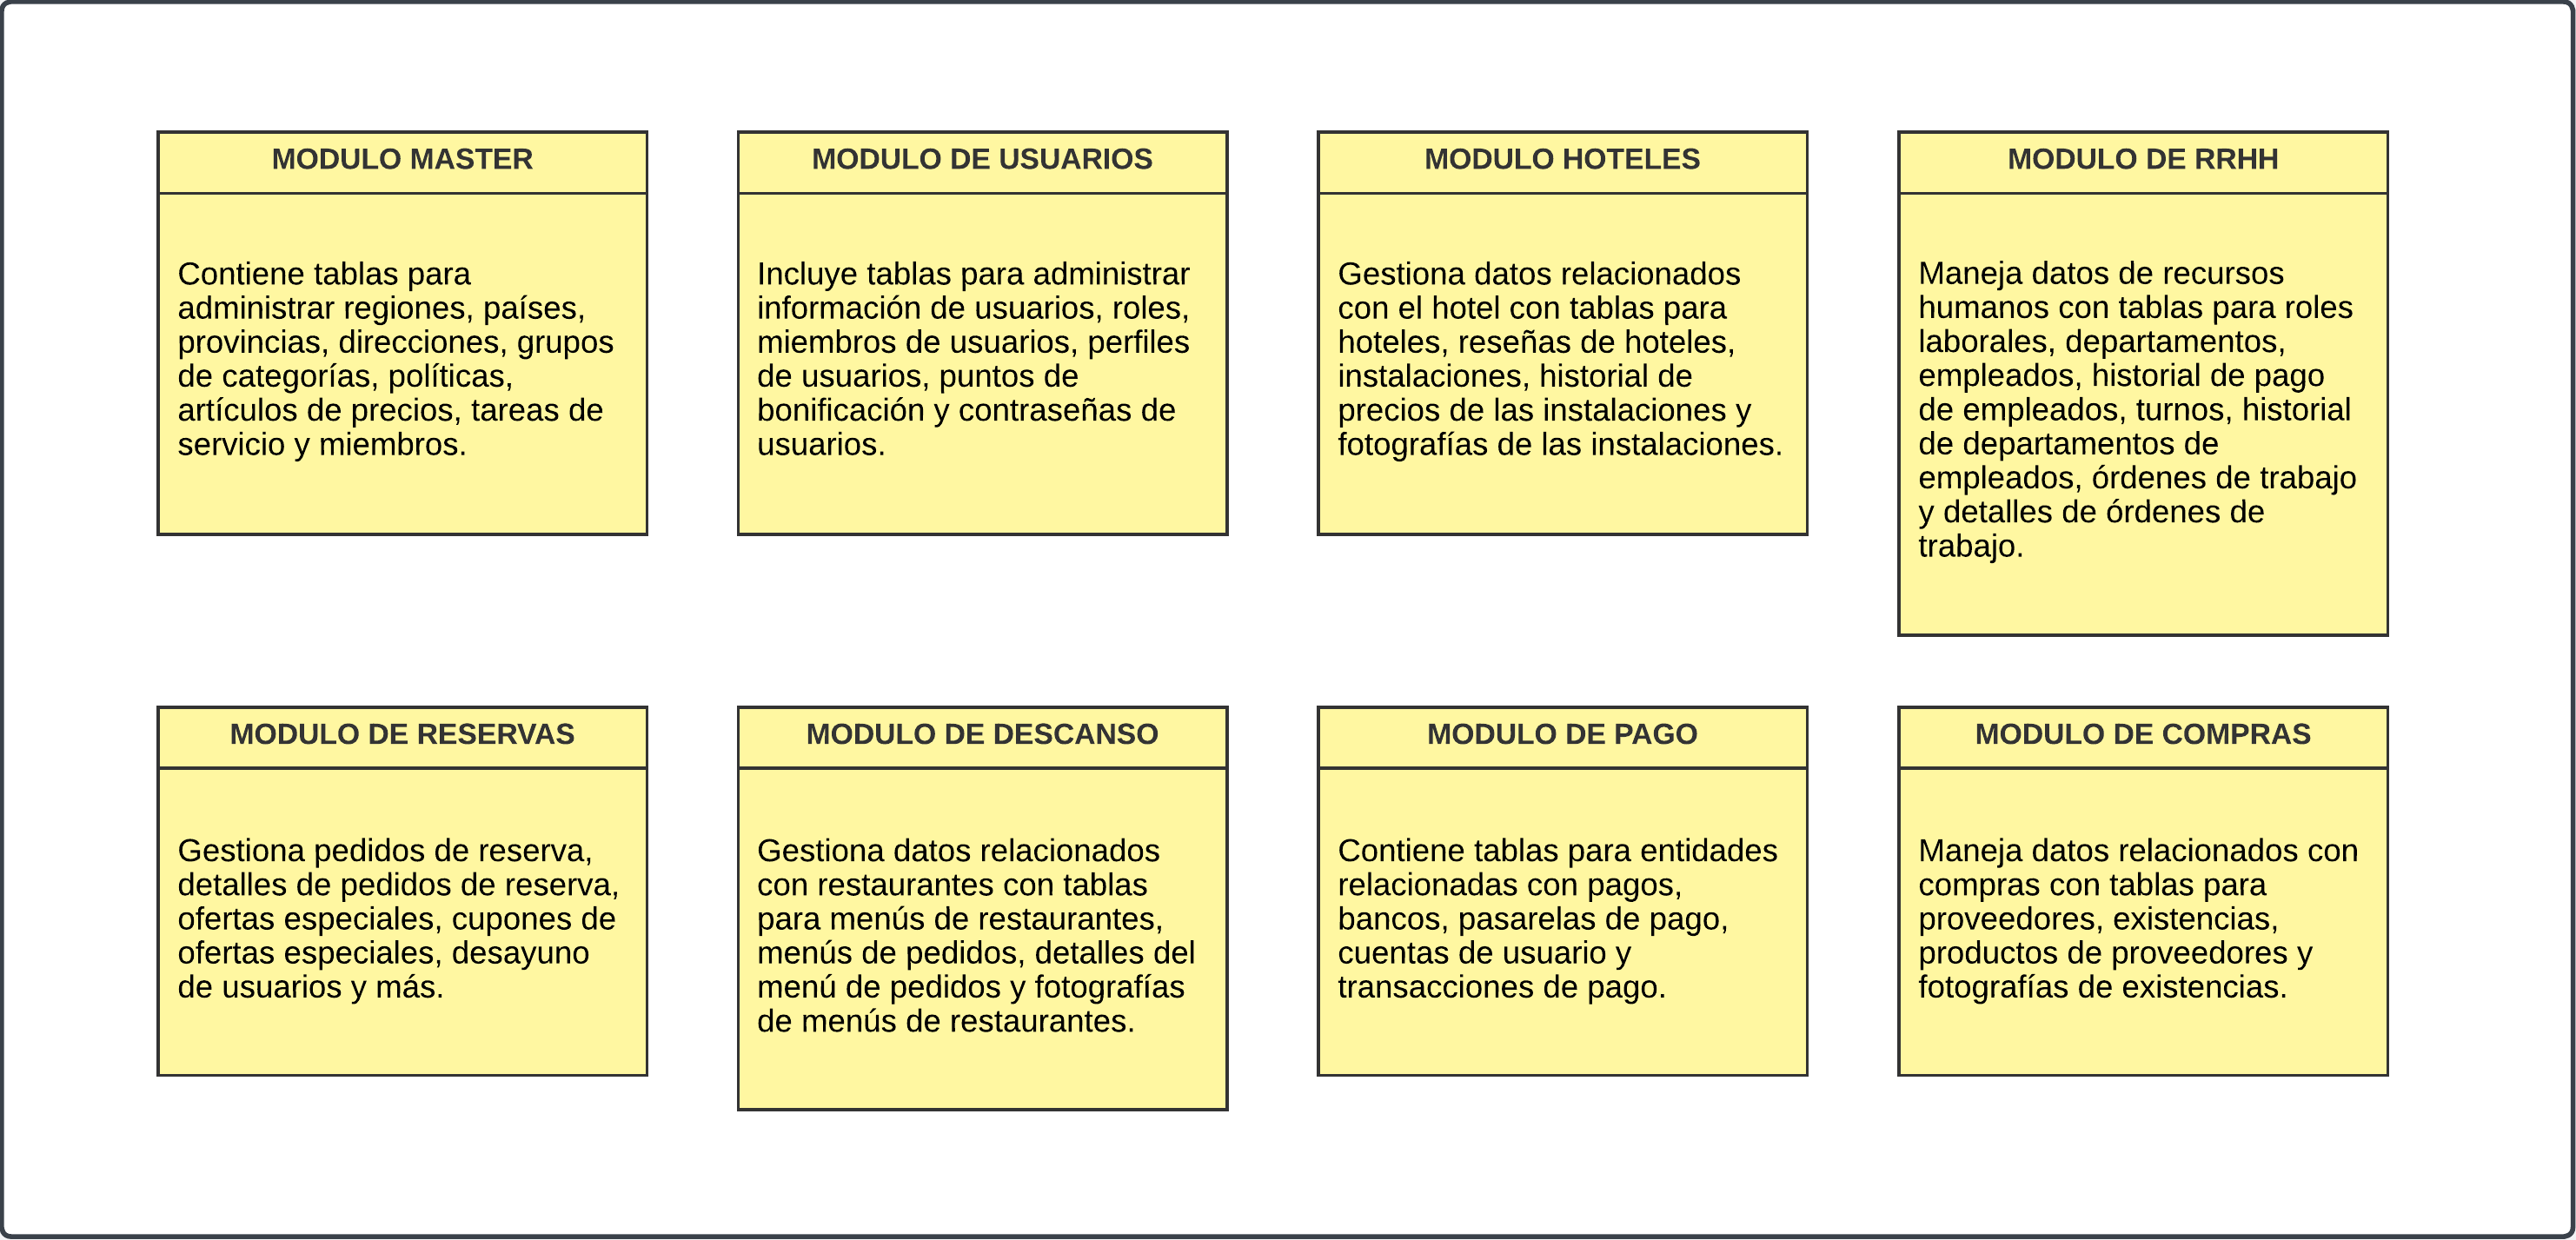 MODULO MASTER
Contiene tablas para
administrar regiones, países,
provincias, direcciones, grupos
de categorías, políticas,
artículos de precios, tareas de
servicio y miembros.
MODULO DE USUARIOS
Incluye tablas para administrar
información de usuarios, roles,
miembros de usuarios, perfiles
de usuarios, puntos de
bonificación y contraseñas de
usuarios.
MODULO HOTELES
Gestiona datos relacionados
con el hotel con tablas para
hoteles, reseñas de hoteles,
instalaciones, historial de
precios de las instalaciones y
fotografías de las instalaciones.
MODULO DE RRHH
Maneja datos de recursos
humanos con tablas para roles
laborales, departamentos,
empleados, historial de pago
de empleados, turnos, historial
de departamentos de
empleados, órdenes de trabajo
y detalles de órdenes de
trabajo.
MODULO DE RESERVAS
Gestiona pedidos de reserva,
detalles de pedidos de reserva,
ofertas especiales, cupones de
ofertas especiales, desayuno
de usuarios y más.
MODULO DE DESCANSO
Gestiona datos relacionados
con restaurantes con tablas
para menús de restaurantes,
menús de pedidos, detalles del
menú de pedidos y fotografías
de menús de restaurantes.
MODULO DE PAGO
Contiene tablas para entidades
relacionadas con pagos,
bancos, pasarelas de pago,
cuentas de usuario y
transacciones de pago.
MODULO DE COMPRAS
Maneja datos relacionados con
compras con tablas para
proveedores, existencias,
productos de proveedores y
fotografías de existencias.